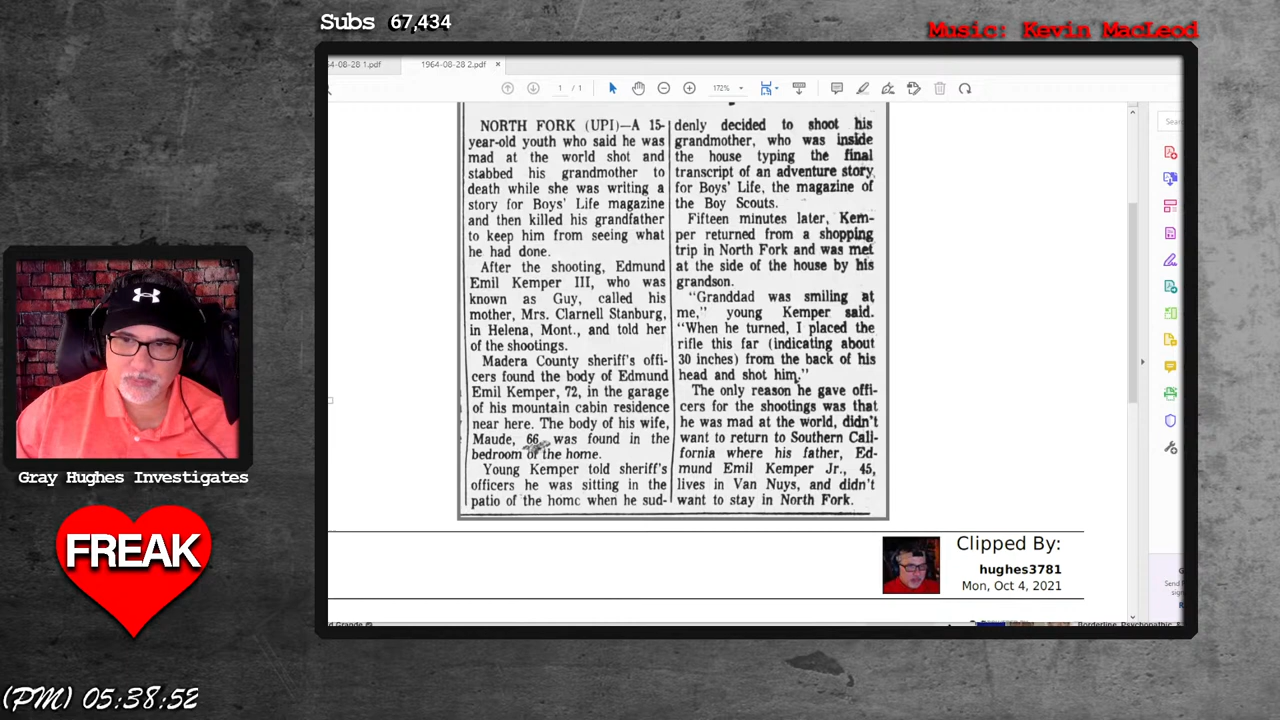 Subs 67,434
Music: Kevin MacLeod
4-08-28 1.pdf
1964-08-28 2.pdf
1 / 1
172%
NORTH FORK (UPI)—A 15-
year-old youth who said he was
mad at the world shot and
stabbed his grandmother to
death while she was writing a
story for Boys' Life magazine
and then killed his grandfather
to keep him from seeing what
he had done.
After the shooting, Edmund
Emil Kemper III, who was
known as Guy, called his
mother, Mrs. Clarnell Stanburg,
in Helena, Mont., and told her
of the shootings.
Madera County sheriff's offi-
cers found the body of Edmund
Emil Kemper, 72, in the garage
of his mountain cabin residence
near here. The body of his wife,
Maude, 66, was found in the
bedroom of the home.
Young Kemper told sheriff's
officers he was sitting in the
patio of the home when he sud-
denly decided to shoot his
grandmother, who was inside
the house typing the final
transcript of an adventure story
for Boys' Life, the magazine of
the Boy Scouts.
Fifteen minutes later, Kem-
per returned from a shopping
trip in North Fork and was met
at the side of the house by his
grandson.
"Granddad was smiling at
me," young Kemper said.
"When he turned, I placed the
rifle this far (indicating about
30 inches) from the back of his
head and shot him."
The only reason he gave offi-
cers for the shootings was that
he was mad at the world, didn't
want to return to Southern Cali-
fornia where his father, Ed-
mund Emil Kemper Jr., 45,
lives in Van Nuys, and didn't
want to stay in North Fork.
Clipped By:
hughes3781
Mon, Oct 4, 2021
Gray Hughes Investigates
FREAK
(PM) 05:38:52